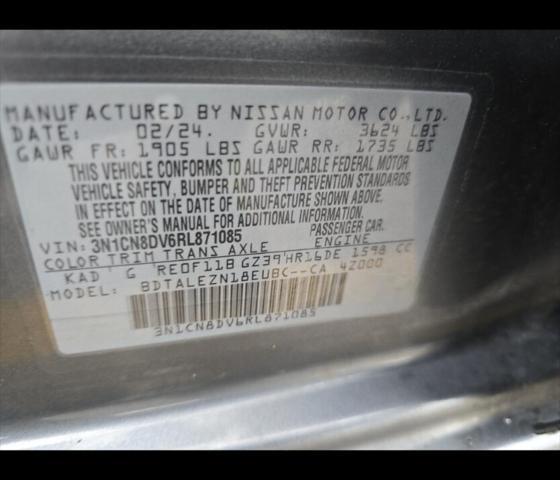 MANUFACTURED BY NISSAN MOTOR CO.,LTD.
DATE: 02/24. GVWR: 3624 LBS
GAWR FR: 1905 LBS GAWR RR: 1735 LBS
THIS VEHICLE CONFORMS TO ALL APPLICABLE FEDERAL MOTOR
VEHICLE SAFETY, BUMPER AND THEFT PREVENTION STANDARDS
IN EFFECT ON THE DATE OF MANUFACTURE SHOWN ABOVE.
SEE OWNER'S MANUAL FOR ADDITIONAL INFORMATION.
VIN: 3N1CN8DV6RL871085 PASSENGER CAR.
COLOR TRIM TRANS AXLE ENGINE
KAD G RE0F11B GZ39 HR16DE 1598 CC
MODEL: BDTALEZN18EUBC--CA 42000
3N1CN8DV6RL871085